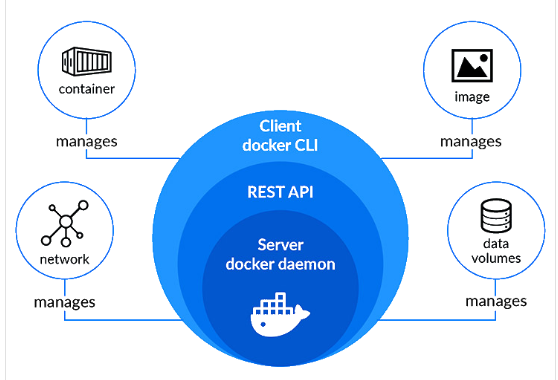 container
manages
image
manages
Client
docker CLI
REST API
Server
docker daemon
network
manages
data
volumes
manages